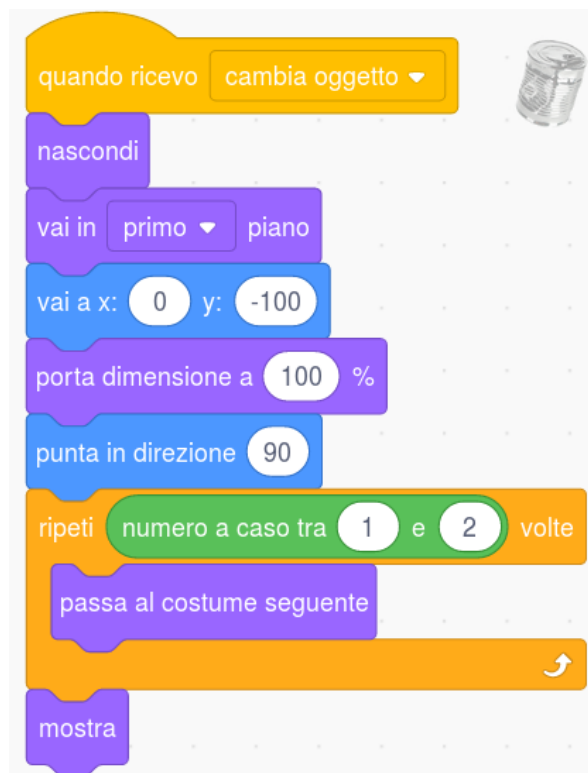 quando ricevo cambia oggetto
nascondi
vai in primo piano
vai a x: 0 y: -100
porta dimensione a 100 %
punta in direzione 90
ripeti numero a caso tra 1 e 2 volte
passa al costume seguente
mostra